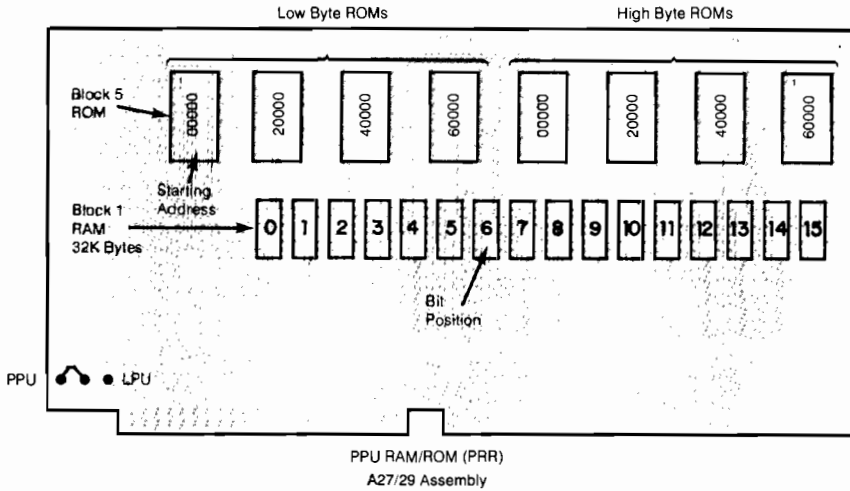 Low Byte ROMs
High Byte ROMs
Block 5
ROM
00000
20000
40000
60000
00000
20000
40000
60000
Starting
Address
Block 1
RAM
32K Bytes
0 1 2 3 4 5 6 7 8 9 10 11 12 13 14 15
Bit
Position
PPU
LPU
PPU RAM/ROM (PRR)
A27/29 Assembly